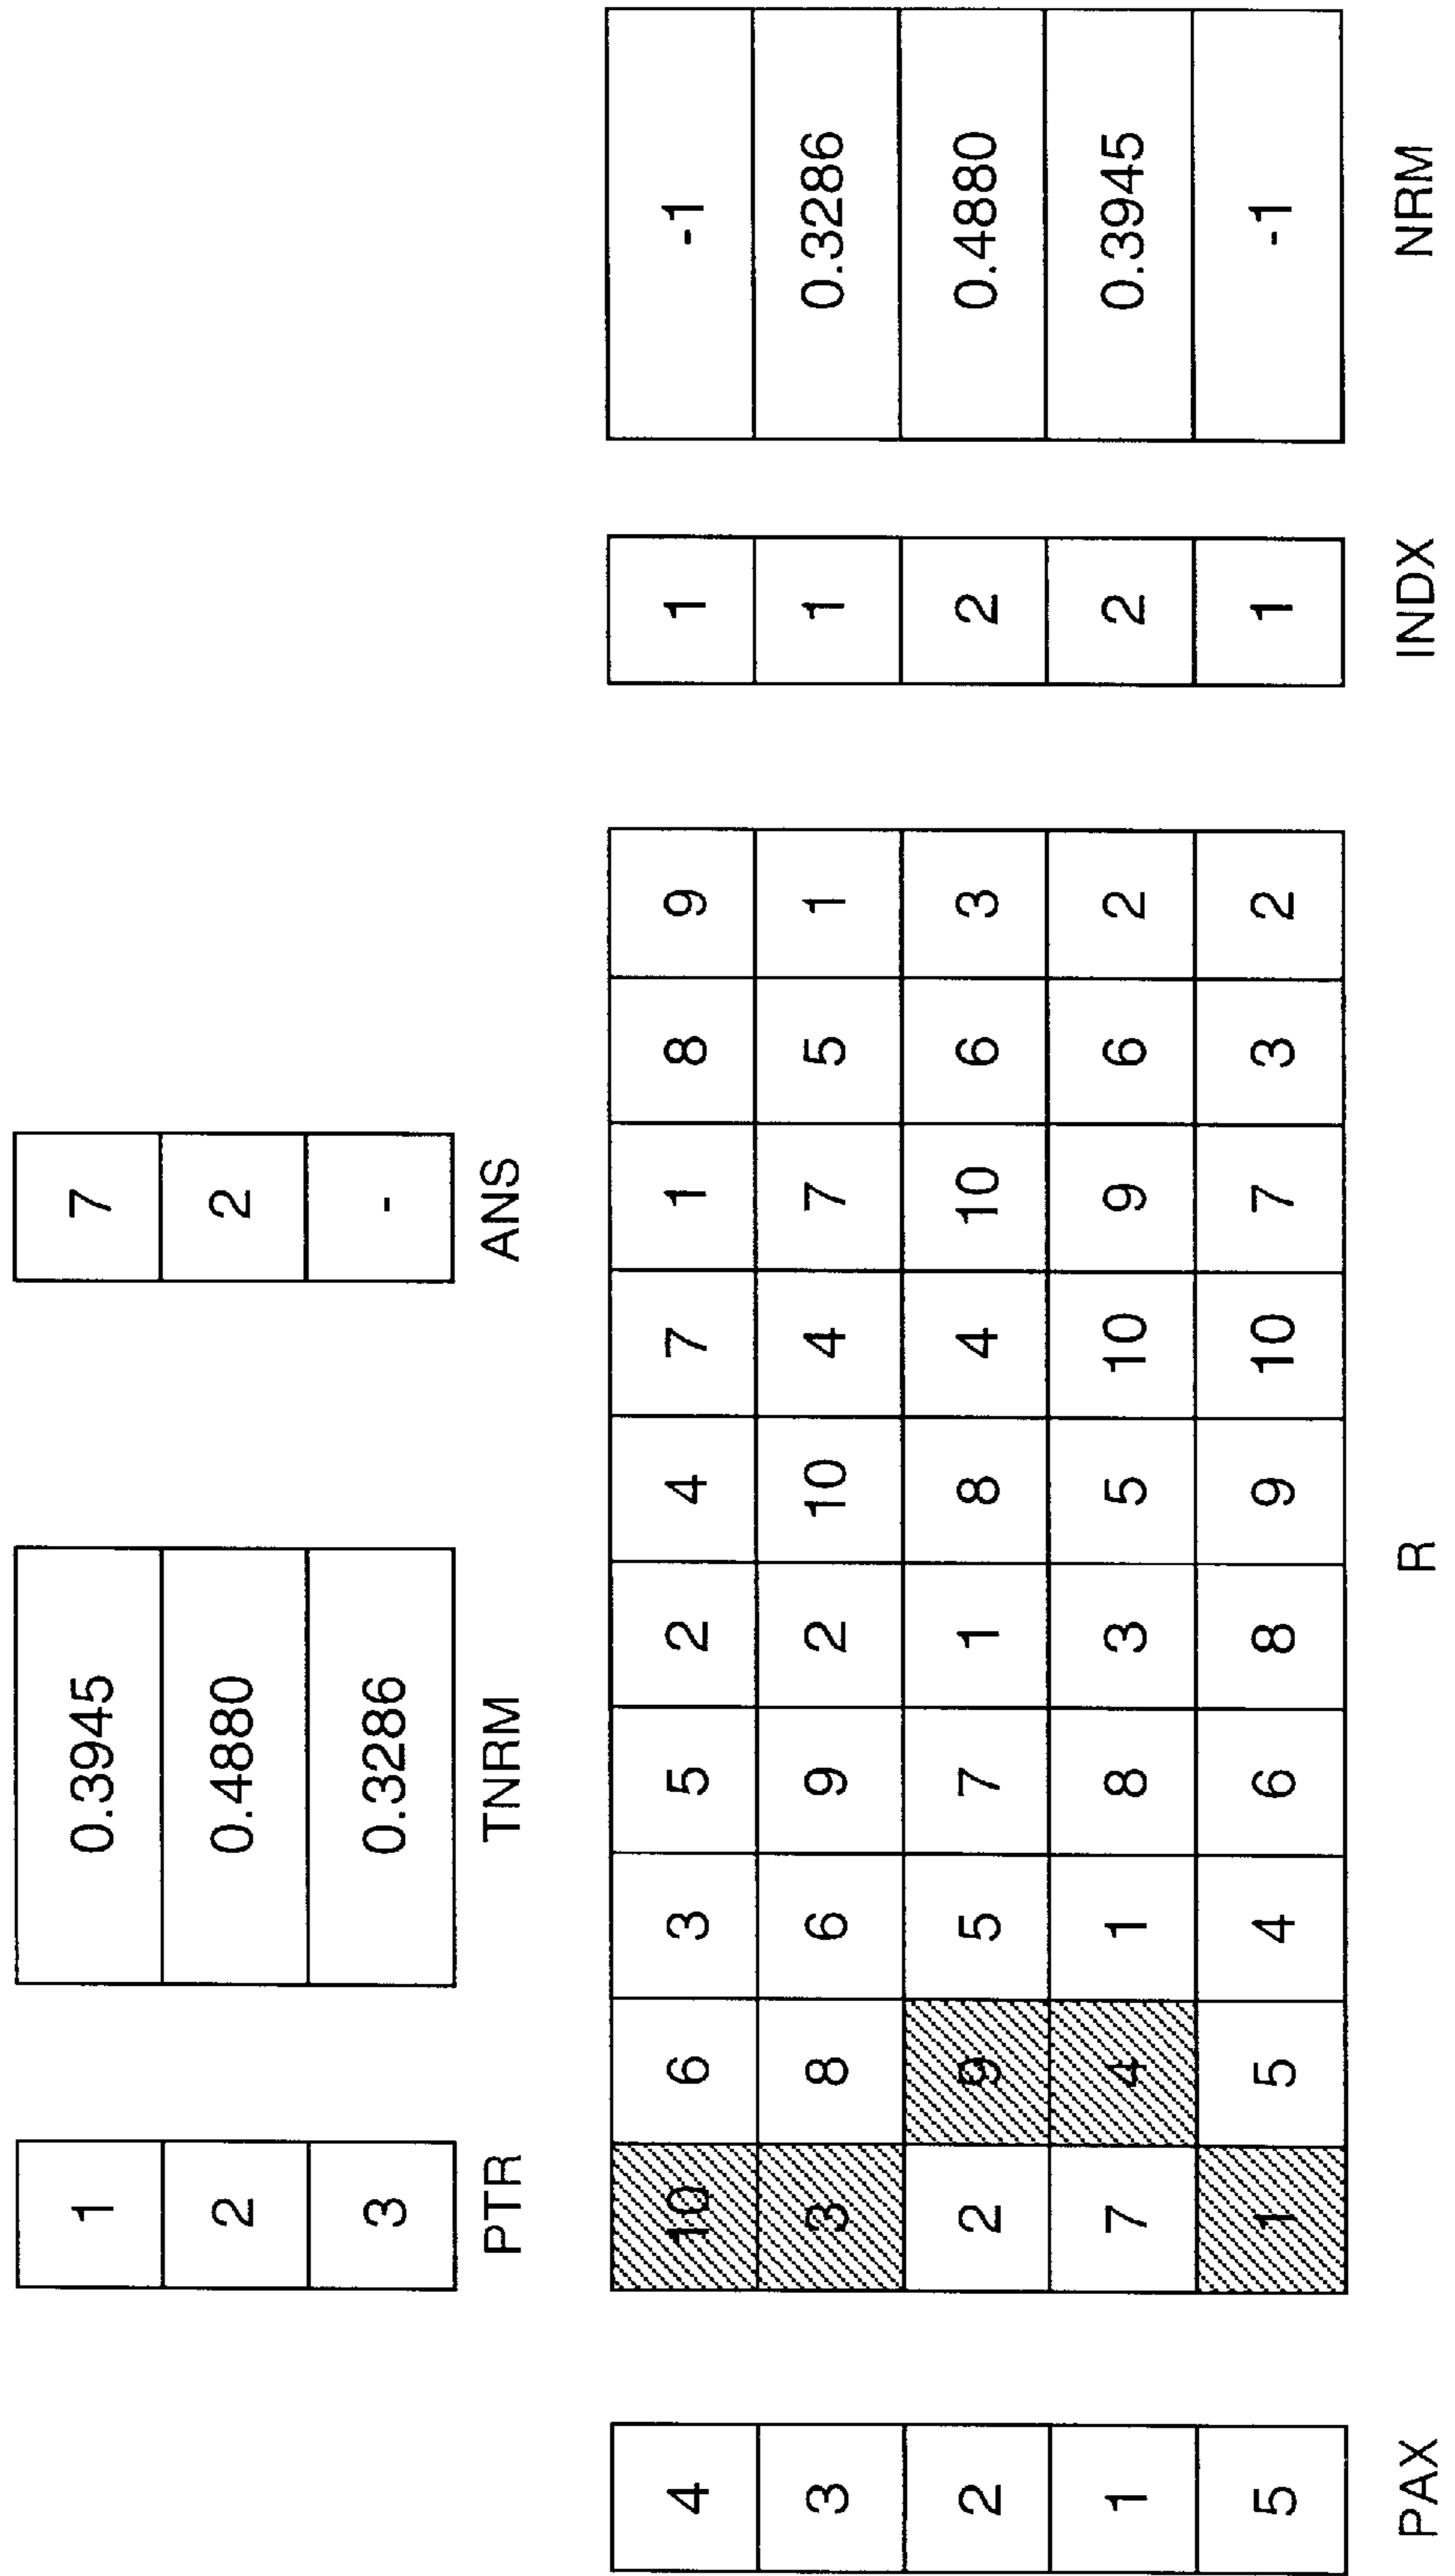 1 0.3945 7
2 0.4880 2
3 0.3286 -
PTR TNRM ANS
4 10 6 3 5 2 4 7 1 8 9 1 -1
3 3 8 6 9 2 10 4 7 5 1 1 0.3286
2 2 9 5 7 1 8 4 10 6 3 2 0.4880
1 7 4 1 8 3 5 10 9 6 2 2 0.3945
5 1 5 4 6 8 9 10 7 3 2 1 -1
PAX R INDX NRM